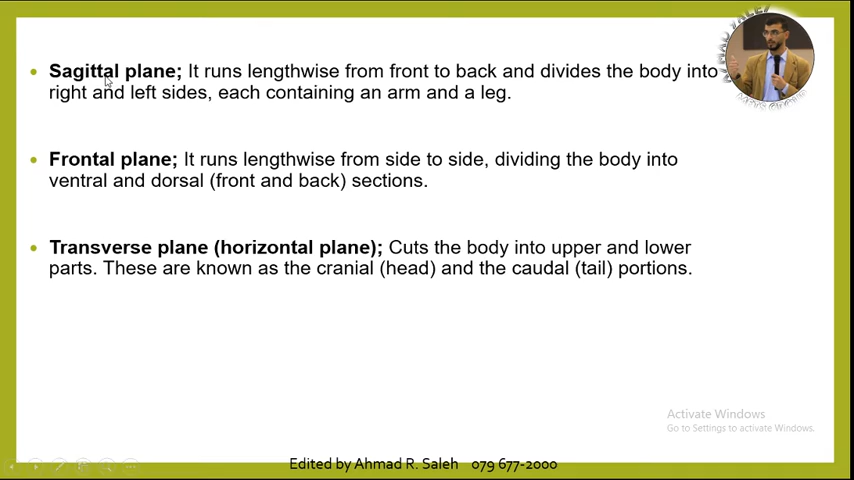 Sagittal plane; It runs lengthwise from front to back and divides the body into
right and left sides, each containing an arm and a leg.
Frontal plane; It runs lengthwise from side to side, dividing the body into
ventral and dorsal (front and back) sections.
Transverse plane (horizontal plane); Cuts the body into upper and lower
parts. These are known as the cranial (head) and the caudal (tail) portions.
Activate Windows
Go to Settings to activate Windows.
Edited by Ahmad R. Saleh 079 677-2000